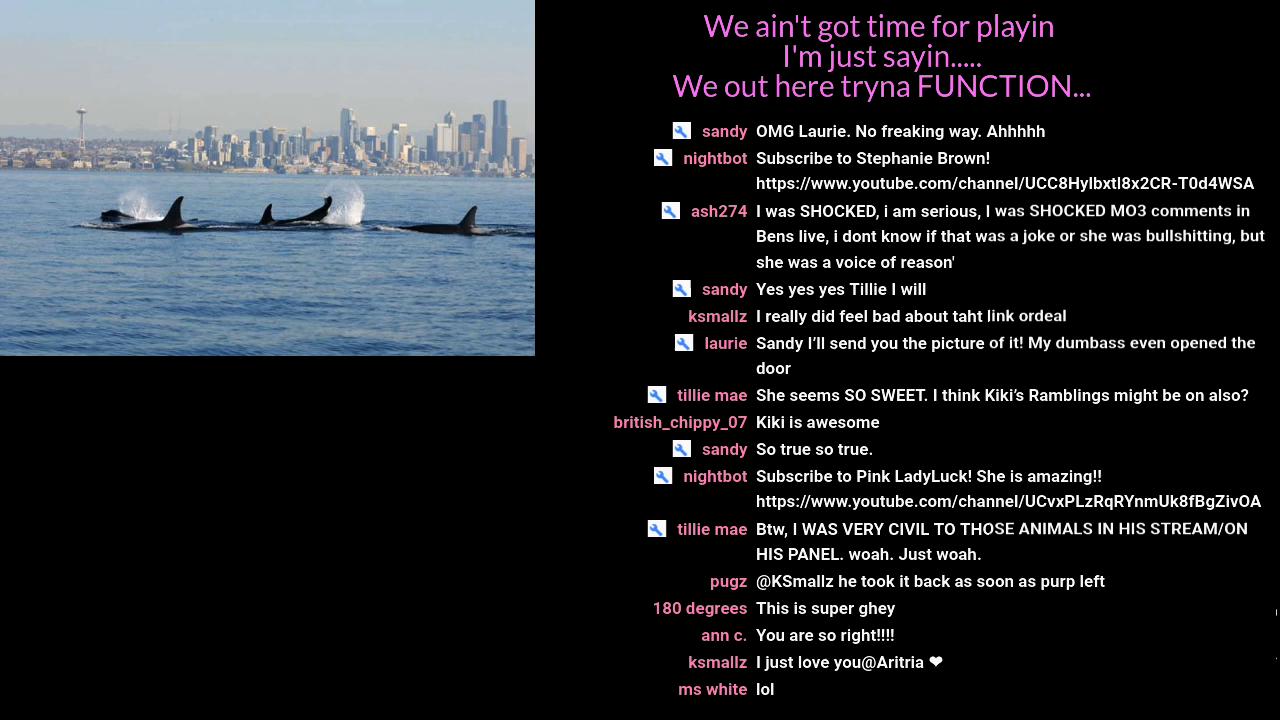 We ain't got time for playin
I'm just sayin.....
We out here tryna FUNCTION...
sandy OMG Laurie. No freaking way. Ahhhhh
nightbot Subscribe to Stephanie Brown!
https://www.youtube.com/channel/UCC8HyIbxtI8x2CR-T0d4WSA
ash274 I was SHOCKED, i am serious, I was SHOCKED MO3 comments in
Bens live, i dont know if that was a joke or she was bullshitting, but
she was a voice of reason'
sandy Yes yes yes Tillie I will
ksmallz I really did feel bad about taht link ordeal
laurie Sandy I’ll send you the picture of it! My dumbass even opened the
door
tillie mae She seems SO SWEET. I think Kiki’s Ramblings might be on also?
british_chippy_07 Kiki is awesome
sandy So true so true.
nightbot Subscribe to Pink LadyLuck! She is amazing!!
https://www.youtube.com/channel/UCvxPLzRqRYnmUk8fBgZivOA
tillie mae Btw, I WAS VERY CIVIL TO THOSE ANIMALS IN HIS STREAM/ON
HIS PANEL. woah. Just woah.
pugz @KSmallz he took it back as soon as purp left
180 degrees This is super ghey
ann c. You are so right!!!!
ksmallz I just love you@Aritria ❤
ms white lol